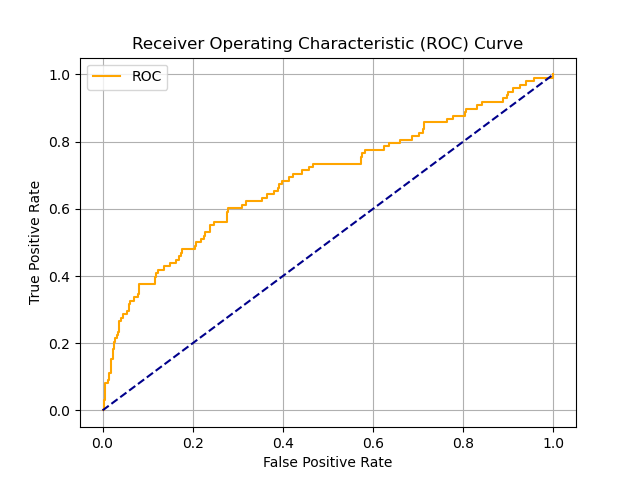 Receiver Operating Characteristic (ROC) Curve
ROC
True Positive Rate
1.0
0.8
0.6
0.4
0.2
0.0
0.0 0.2 0.4 0.6 0.8 1.0
False Positive Rate